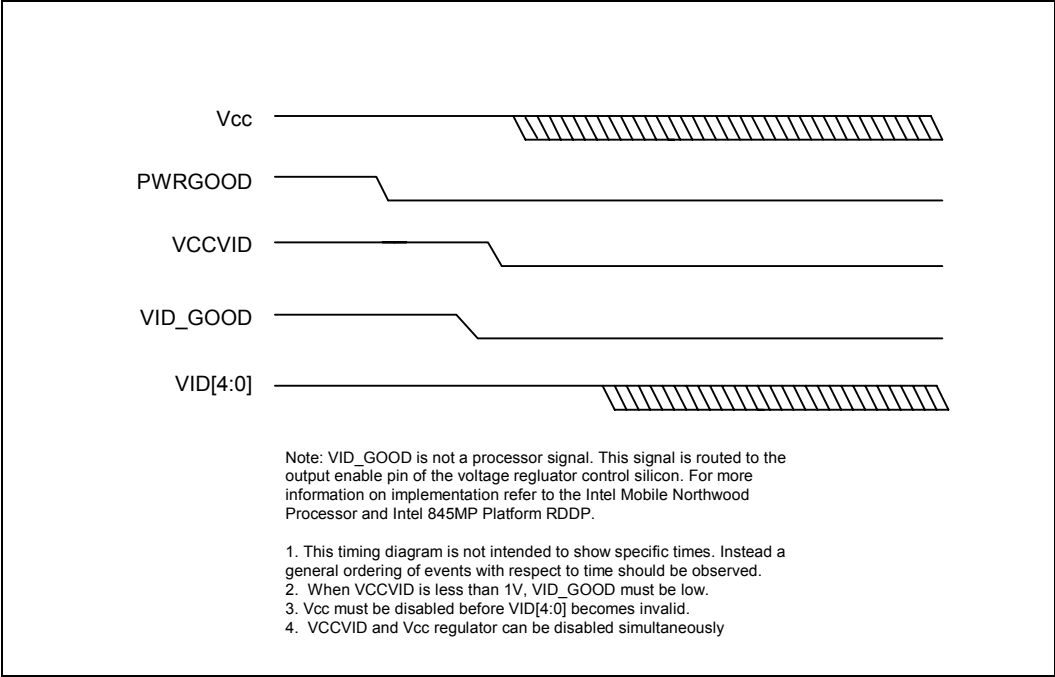 Vcc
PWRGOOD
VCCVID
VID_GOOD
VID[4:0]
Note: VID_GOOD is not a processor signal. This signal is routed to the
output enable pin of the voltage regluator control silicon. For more
information on implementation refer to the Intel Mobile Northwood
Processor and Intel 845MP Platform RDDP.
1. This timing diagram is not intended to show specific times. Instead a
general ordering of events with respect to time should be observed.
2. When VCCVID is less than 1V, VID_GOOD must be low.
3. Vcc must be disabled before VID[4:0] becomes invalid.
4. VCCVID and Vcc regulator can be disabled simultaneously